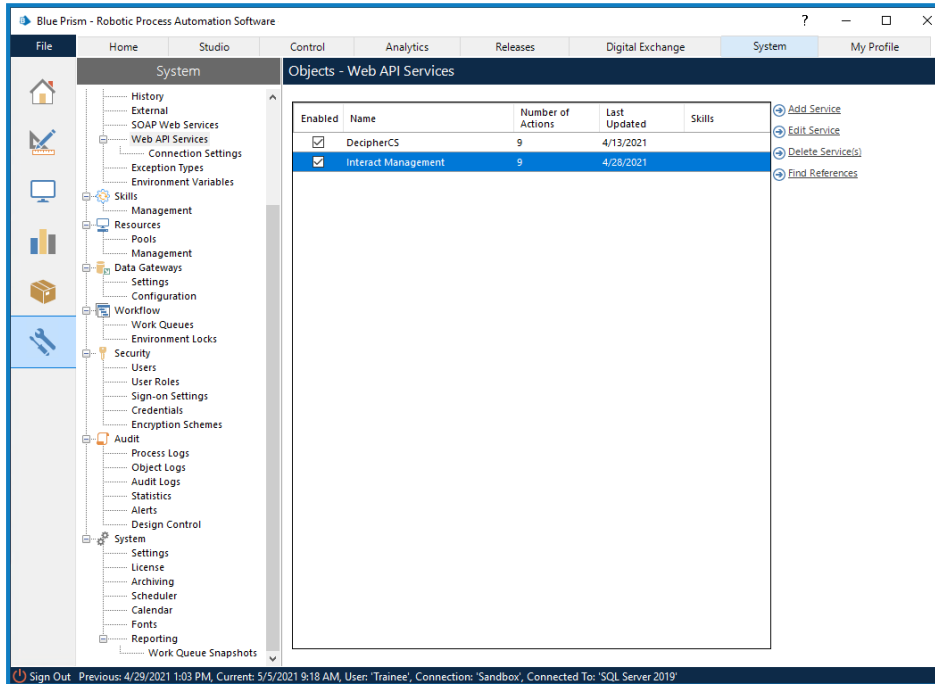 Blue Prism - Robotic Process Automation Software
?
File Home Studio Control Analytics Releases Digital Exchange System My Profile
System
History
External
SOAP Web Services
Web API Services
Connection Settings
Exception Types
Environment Variables
Skills
Management
Resources
Pools
Management
Data Gateways
Settings
Configuration
Workflow
Work Queues
Environment Locks
Security
Users
User Roles
Sign-on Settings
Credentials
Encryption Schemes
Audit
Process Logs
Object Logs
Audit Logs
Statistics
Alerts
Design Control
System
Settings
License
Archiving
Scheduler
Calendar
Fonts
Reporting
Work Queue Snapshots
Objects - Web API Services
Enabled Name Number of Actions Last Updated Skills
DecipherCS 9 4/13/2021
Interact Management 9 4/28/2021
Add Service
Edit Service
Delete Service(s)
Find References
Sign Out Previous: 4/29/2021 1:03 PM, Current: 5/5/2021 9:18 AM, User: 'Trainee', Connection: 'Sandbox', Connected To: 'SQL Server 2019'